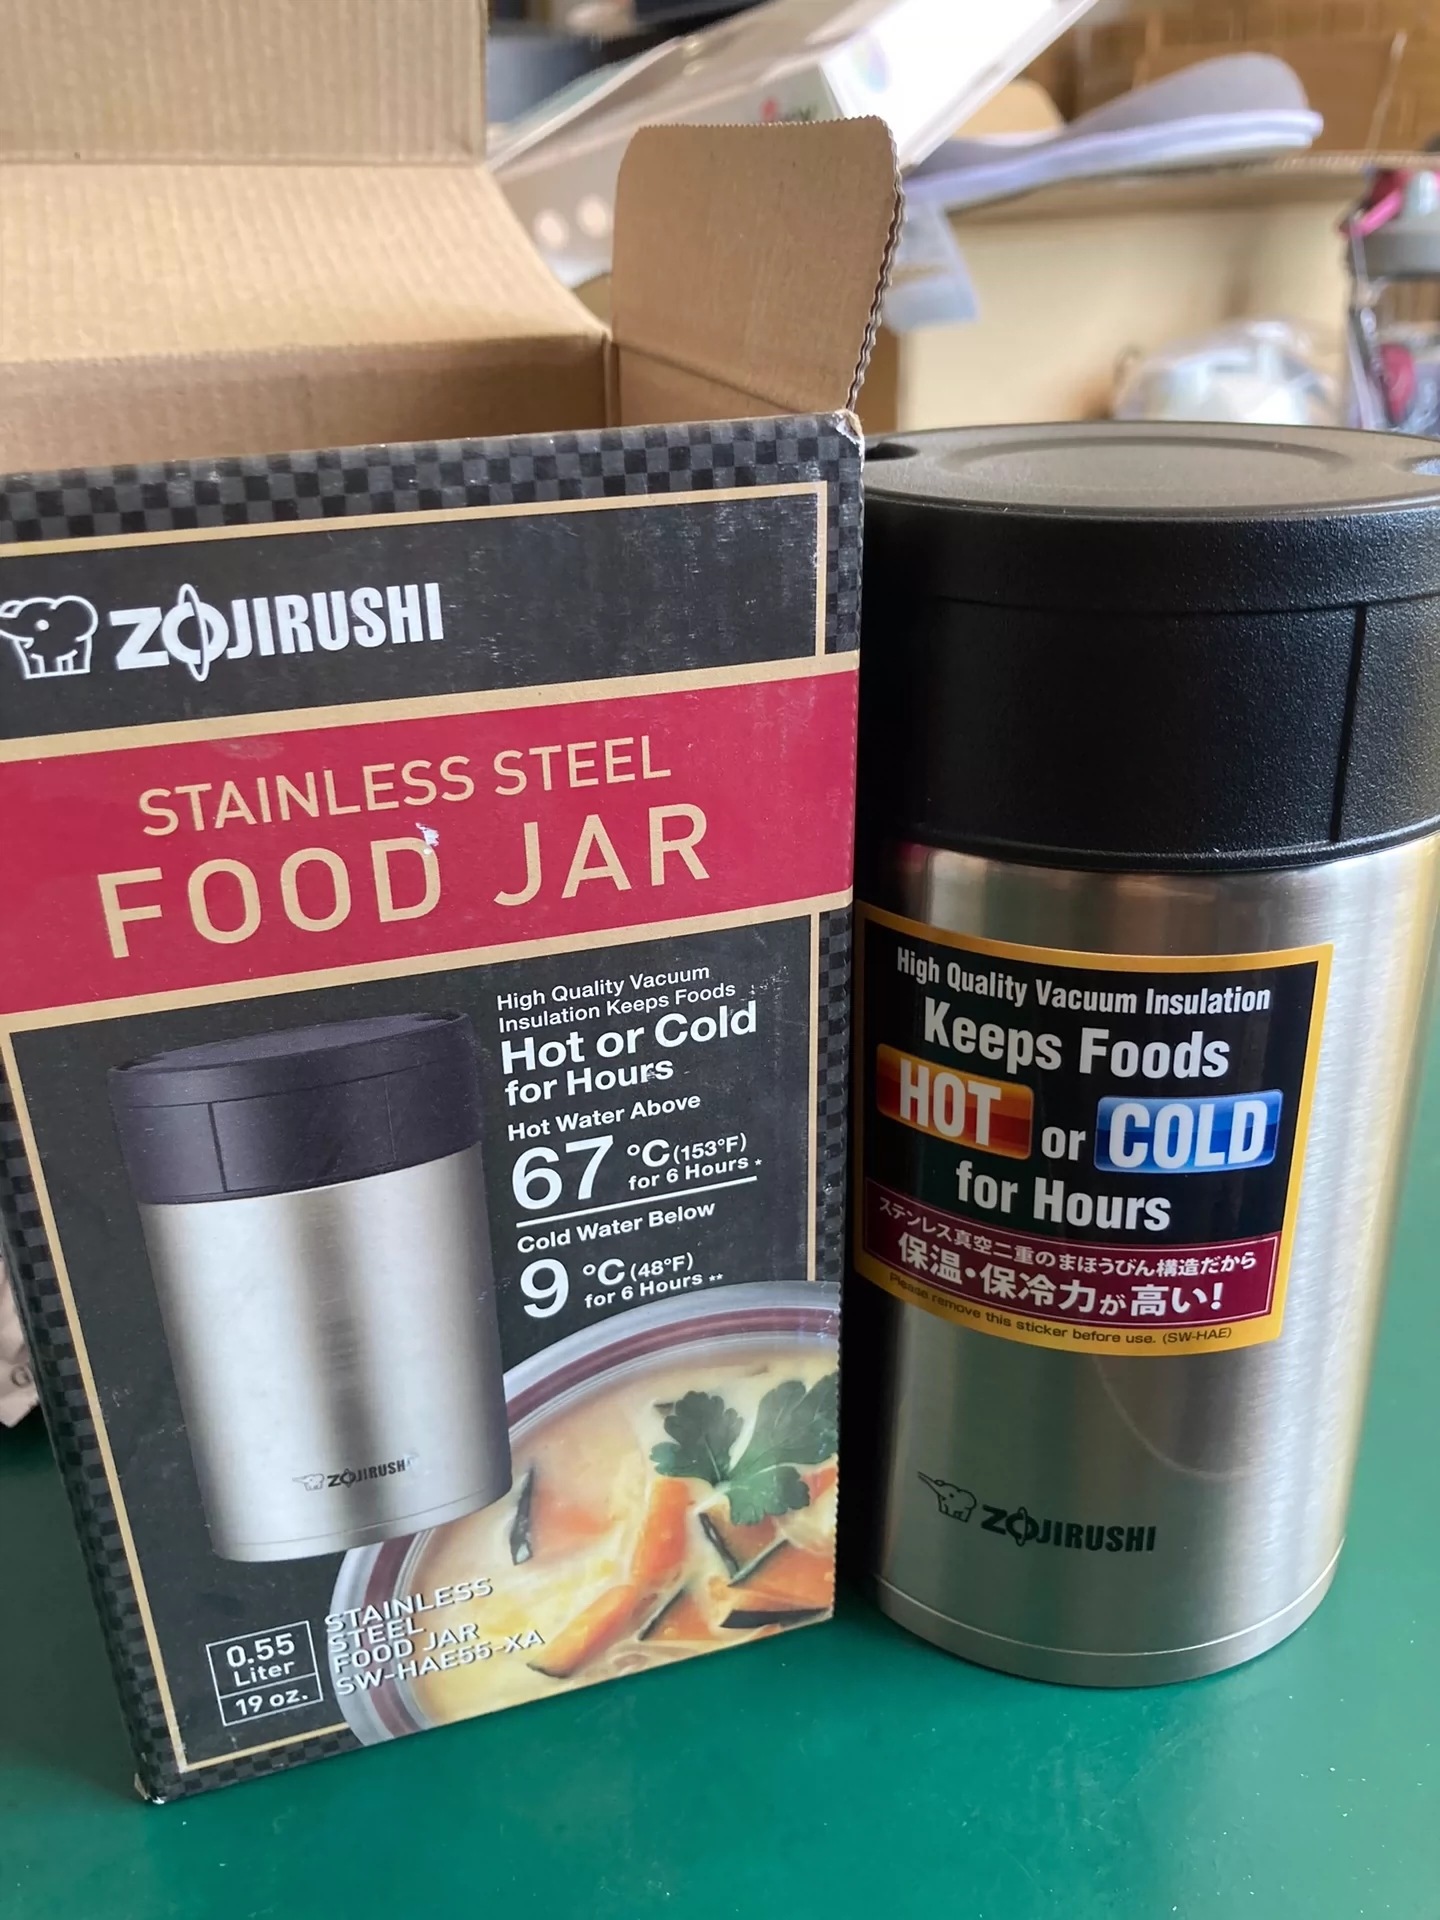 ZOJIRUSHI
STAINLESS STEEL
FOOD JAR
High Quality Vacuum
Insulation Keeps Foods
Hot or Cold
for Hours
Hot Water Above
67 °C (153°F)
for 6 Hours *
Cold Water Below
9 °C (48°F)
for 6 Hours **
ZOJIRUSHI
0.55
Liter
19 oz.
STAINLESS
STEEL
FOOD JAR
SW-HAE55-XA
High Quality Vacuum Insulation
Keeps Foods
HOT or COLD
for Hours
ステンレス真空二重のまほうびん構造だから
保温・保冷力が高い!
Please remove this sticker before use. (SW-HAE)
ZOJIRUSHI